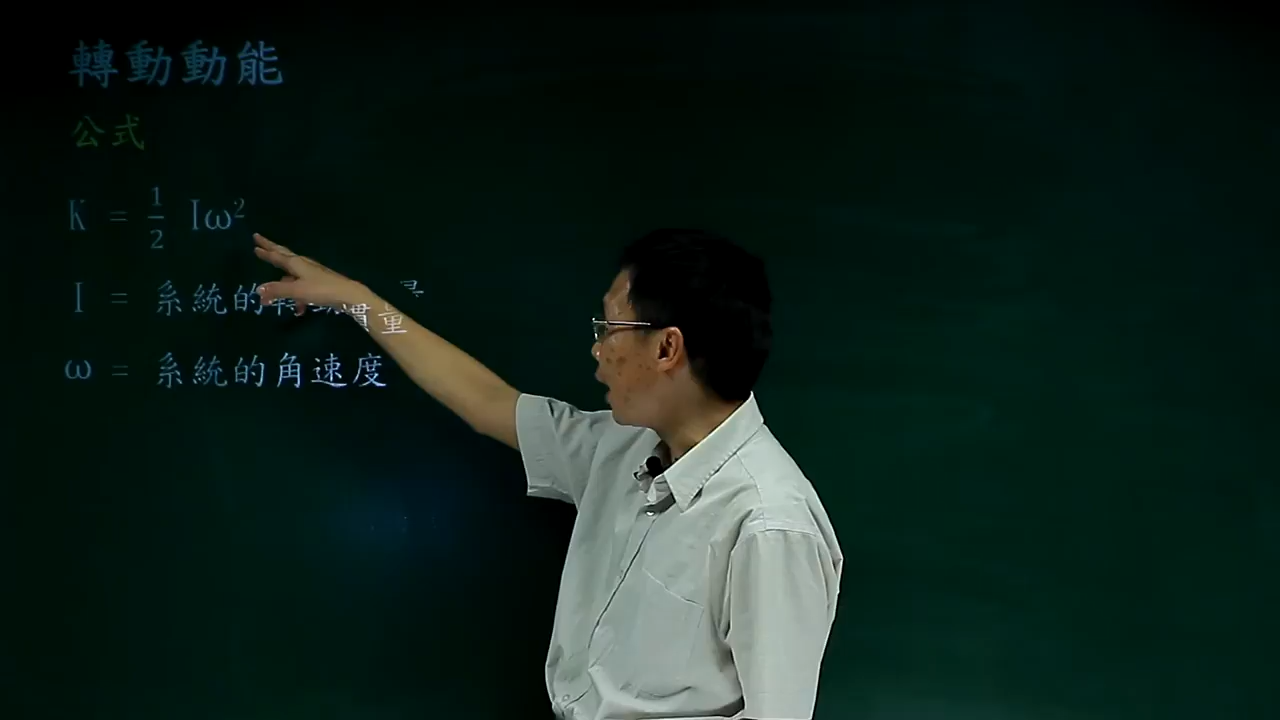 轉動動能
公式
K = 1/2 Iω²
I = 系統的轉動慣量
ω = 系統的角速度